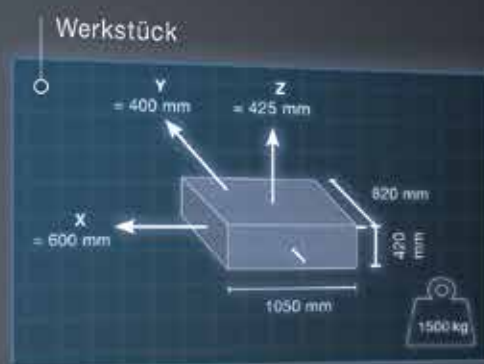 Werkstück
Y
= 400 mm
Z
= 425 mm
X
= 600 mm
820 mm
420 mm
1050 mm
1500 kg